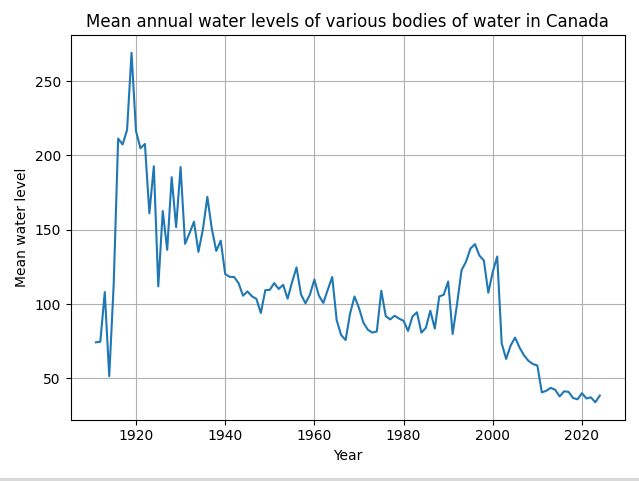 Mean annual water levels of various bodies of water in Canada
Mean water level
250
200
150
100
50
1920 1940 1960 1980 2000 2020
Year